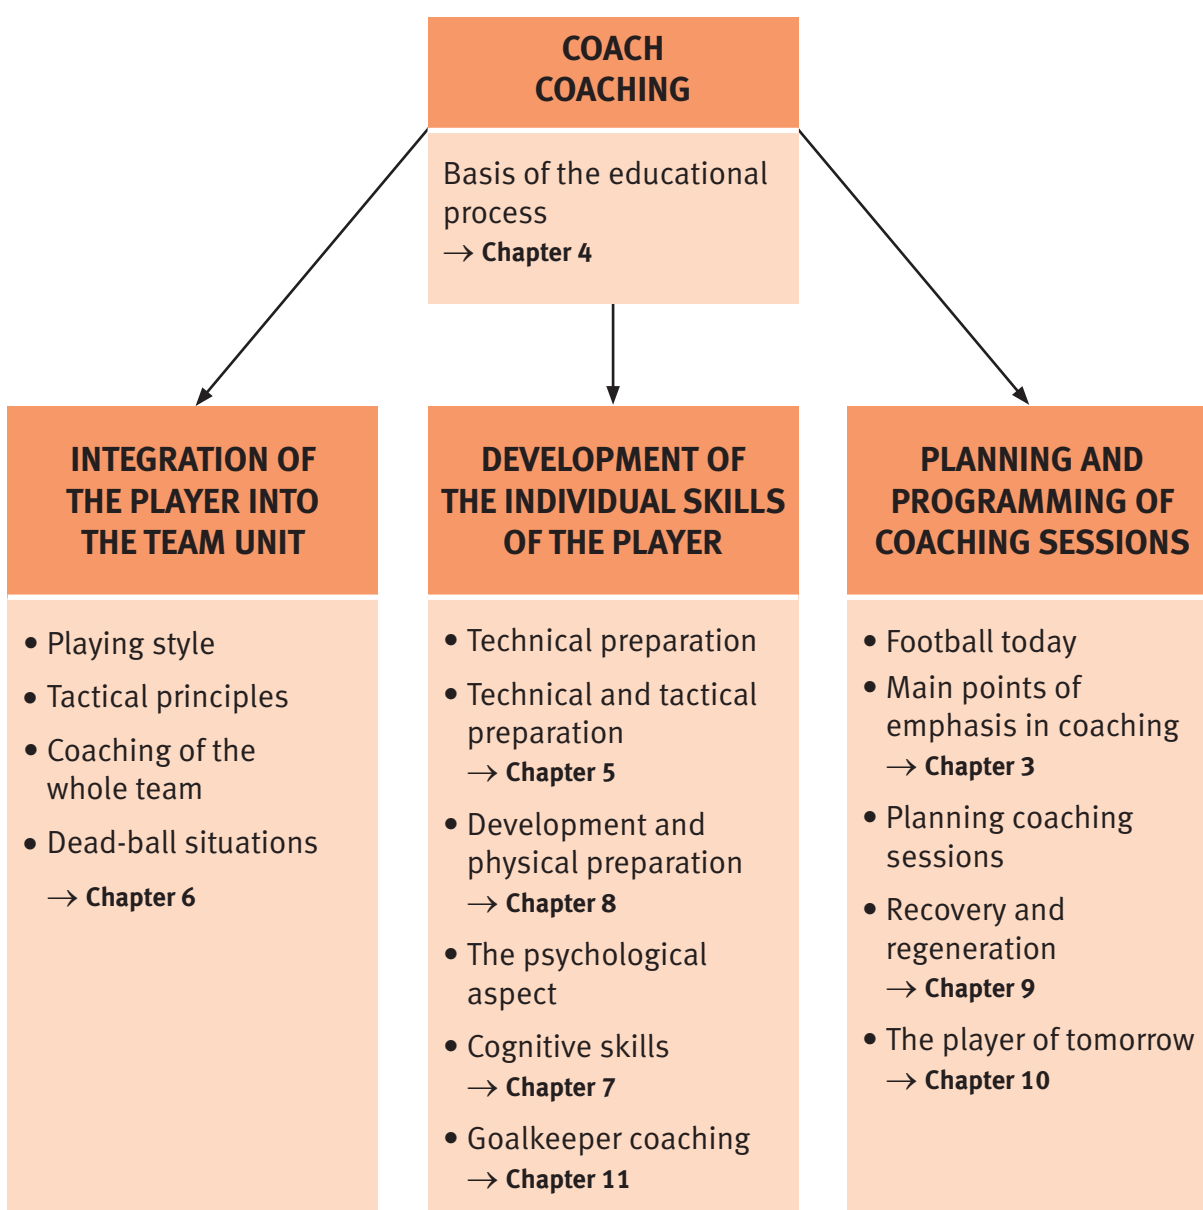 COACH
COACHING
Basis of the educational
process
→ Chapter 4
INTEGRATION OF
THE PLAYER INTO
THE TEAM UNIT
• Playing style
• Tactical principles
• Coaching of the
whole team
• Dead-ball situations
→ Chapter 6
DEVELOPMENT OF
THE INDIVIDUAL SKILLS
OF THE PLAYER
• Technical preparation
• Technical and tactical
preparation
→ Chapter 5
• Development and
physical preparation
→ Chapter 8
• The psychological
aspect
• Cognitive skills
→ Chapter 7
• Goalkeeper coaching
→ Chapter 11
PLANNING AND
PROGRAMMING OF
COACHING SESSIONS
• Football today
• Main points of
emphasis in coaching
→ Chapter 3
• Planning coaching
sessions
• Recovery and
regeneration
→ Chapter 9
• The player of tomorrow
→ Chapter 10